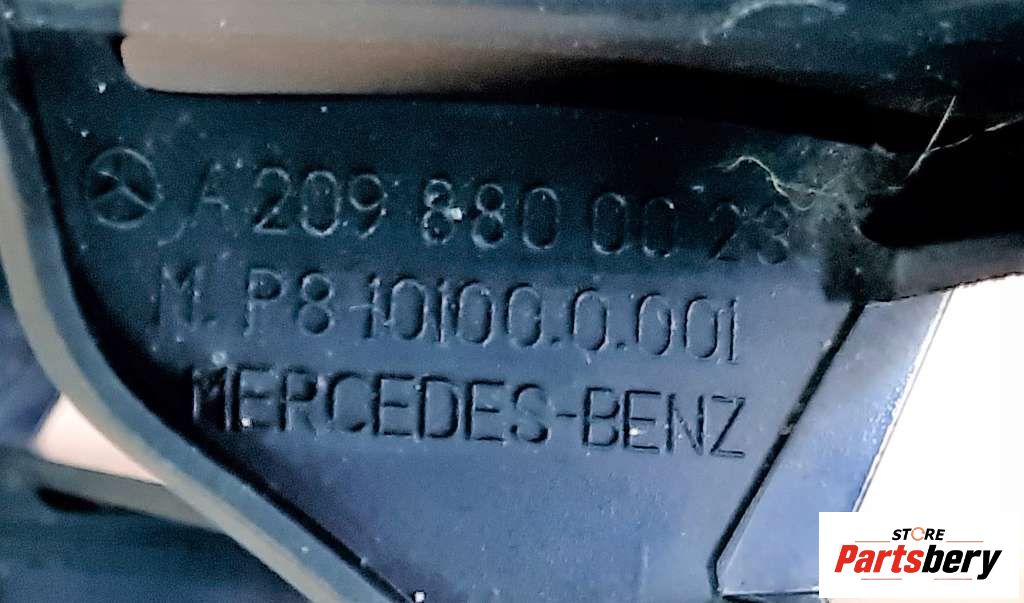 A 209 880 00 23
M. P8-10100.0.001
MERCEDES-BENZ
STORE
Partsbery